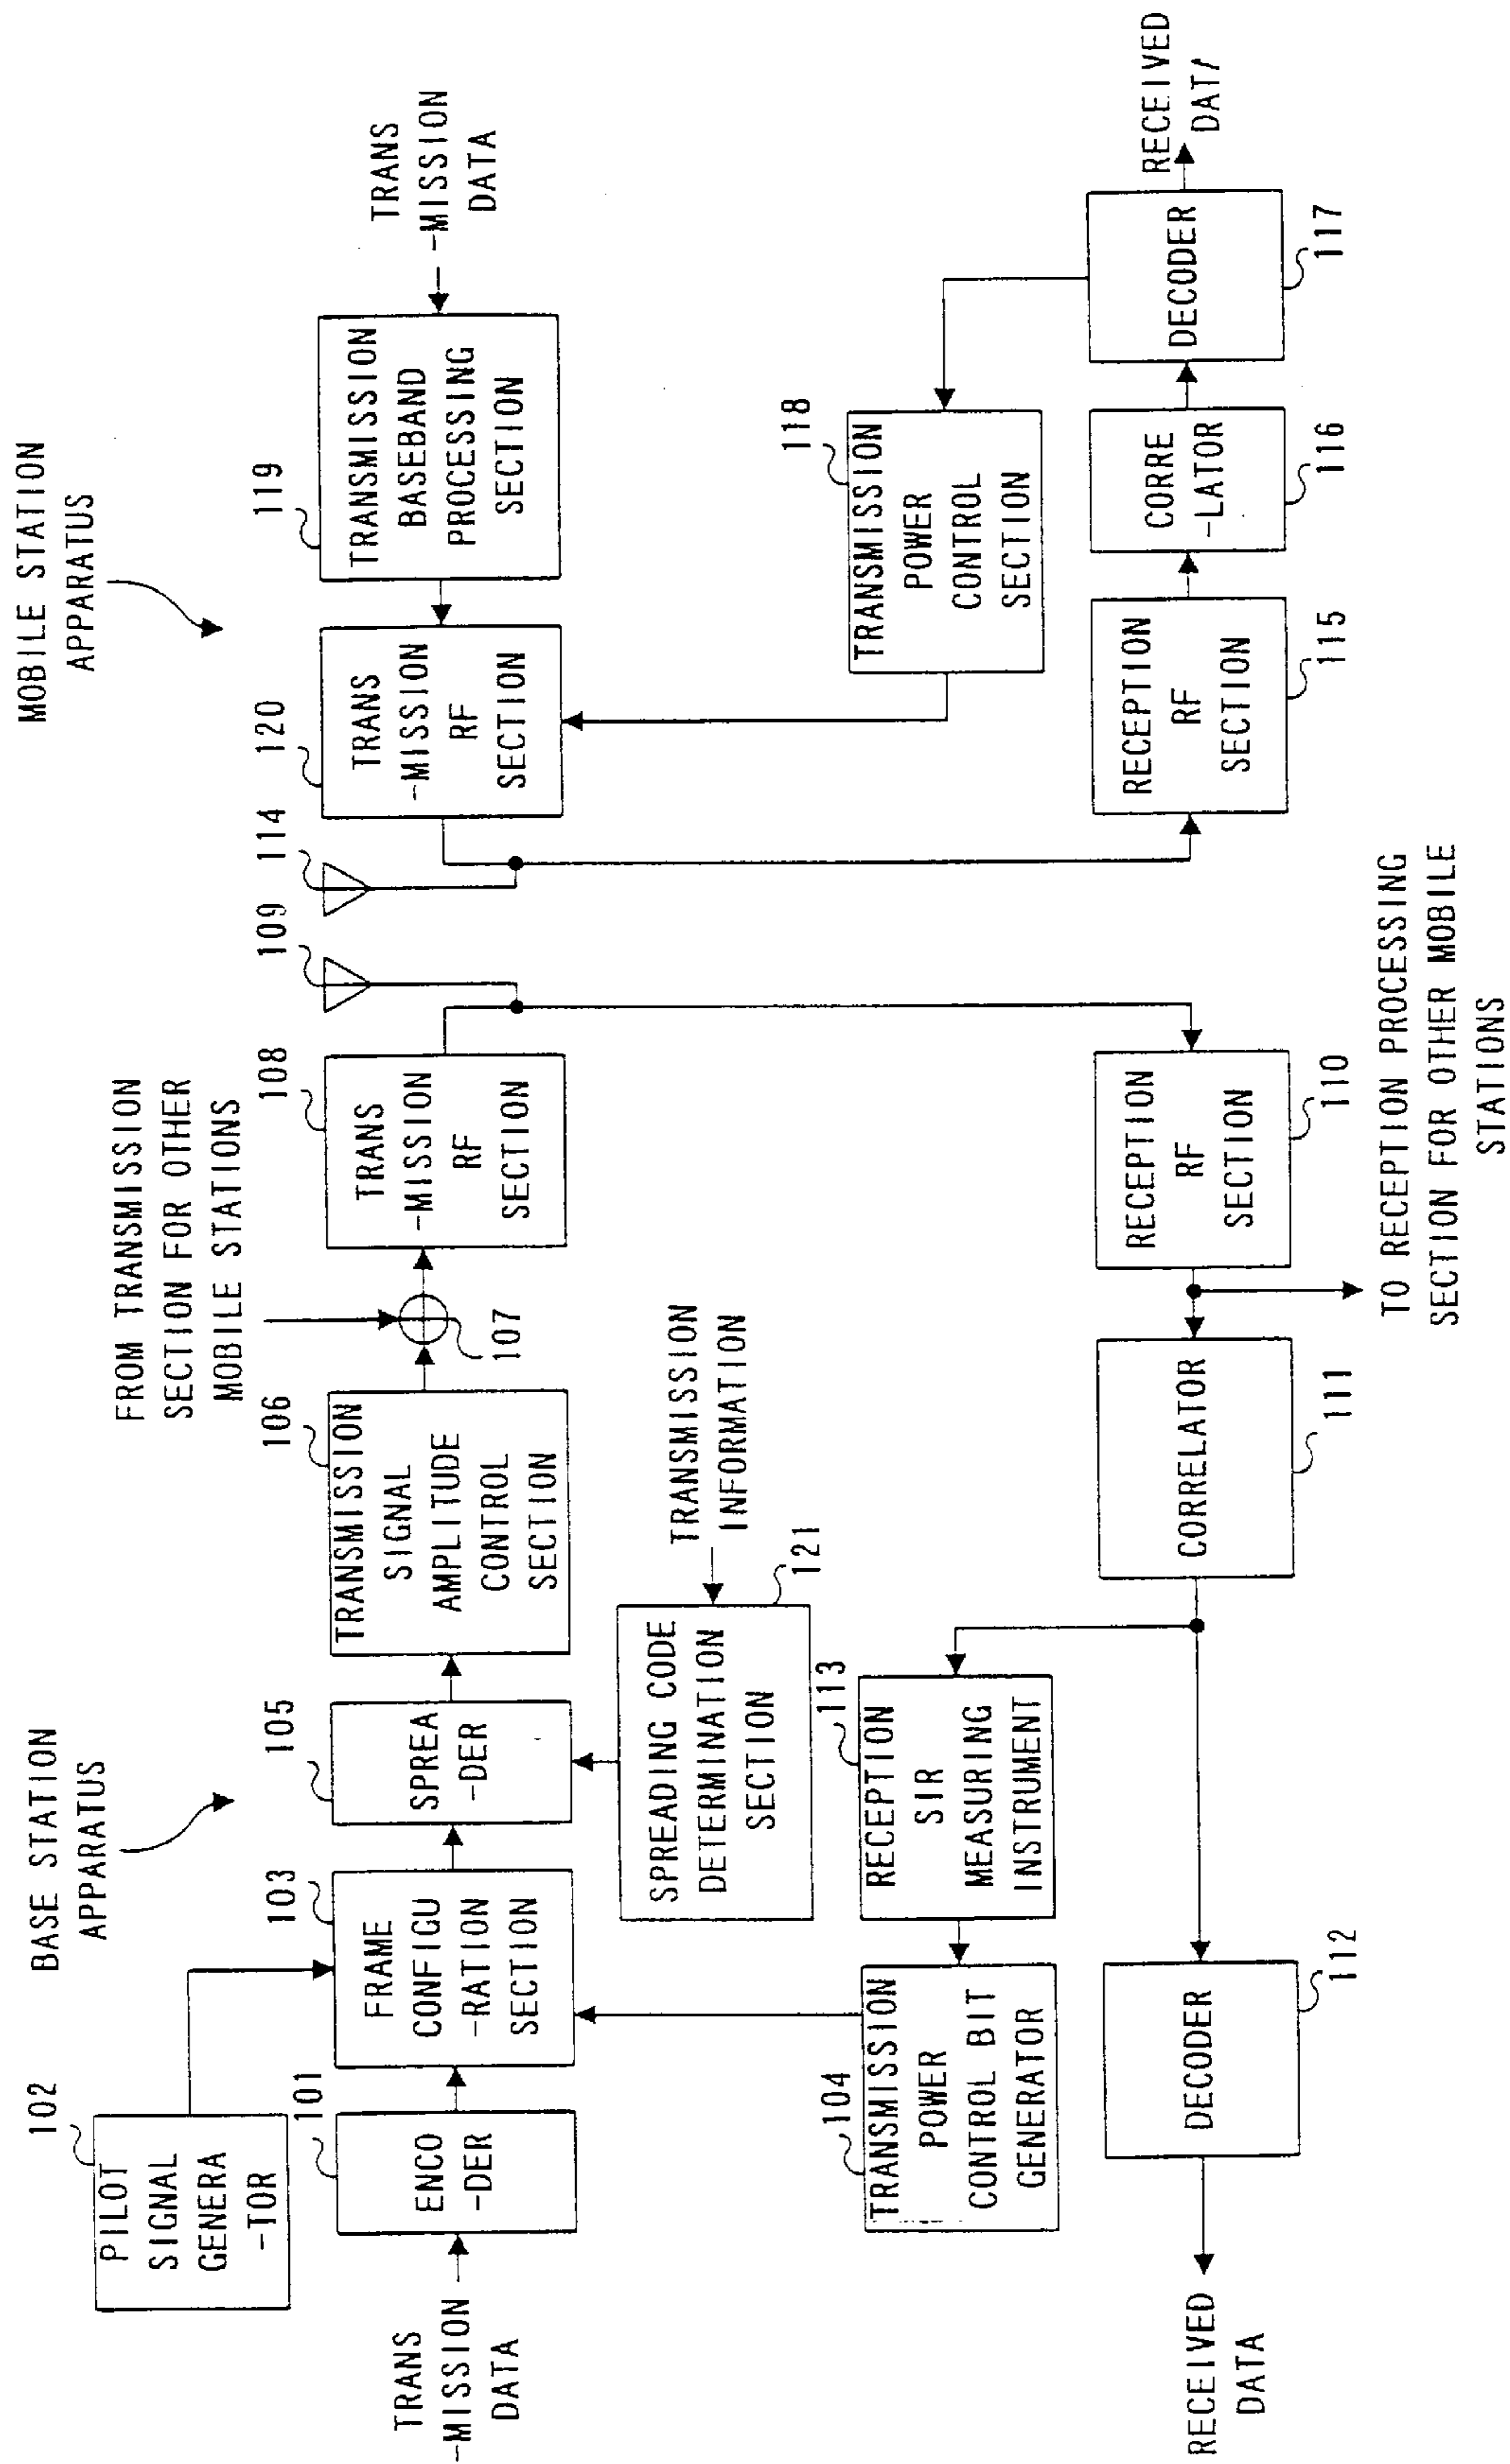 BASE STATION
APPARATUS
MOBILE STATION
APPARATUS
102
PILOT
SIGNAL
GENERA
-TOR
TRANS
-MISSION
DATA
101
ENCO
-DER
103
FRAME
CONFIGU
-RATION
SECTION
105
SPREA
-DER
106
TRANSMISSION
SIGNAL
AMPLITUDE
CONTROL
SECTION
FROM TRANSMISSION
SECTION FOR OTHER
MOBILE STATIONS
107
108
TRANS
-MISSION
RF
SECTION
109
114
120
TRANS
-MISSION
RF
SECTION
119
TRANSMISSION
BASEBAND
PROCESSING
SECTION
TRANS
-MISSION
DATA
TRANSMISSION
INFORMATION
121
SPREADING CODE
DETERMINATION
SECTION
104
TRANSMISSION
POWER
CONTROL BIT
GENERATOR
113
RECEPTION
SIR
MEASURING
INSTRUMENT
118
TRANSMISSION
POWER
CONTROL
SECTION
RECEIVED
DATA
DECODER
112
CORRELATOR
111
RECEPTION
RF
SECTION
110
TO RECEPTION PROCESSING
SECTION FOR OTHER MOBILE
STATIONS
RECEPTION
RF
SECTION
115
CORRE
-LATOR
116
DECODER
117
RECEIVED
DATA